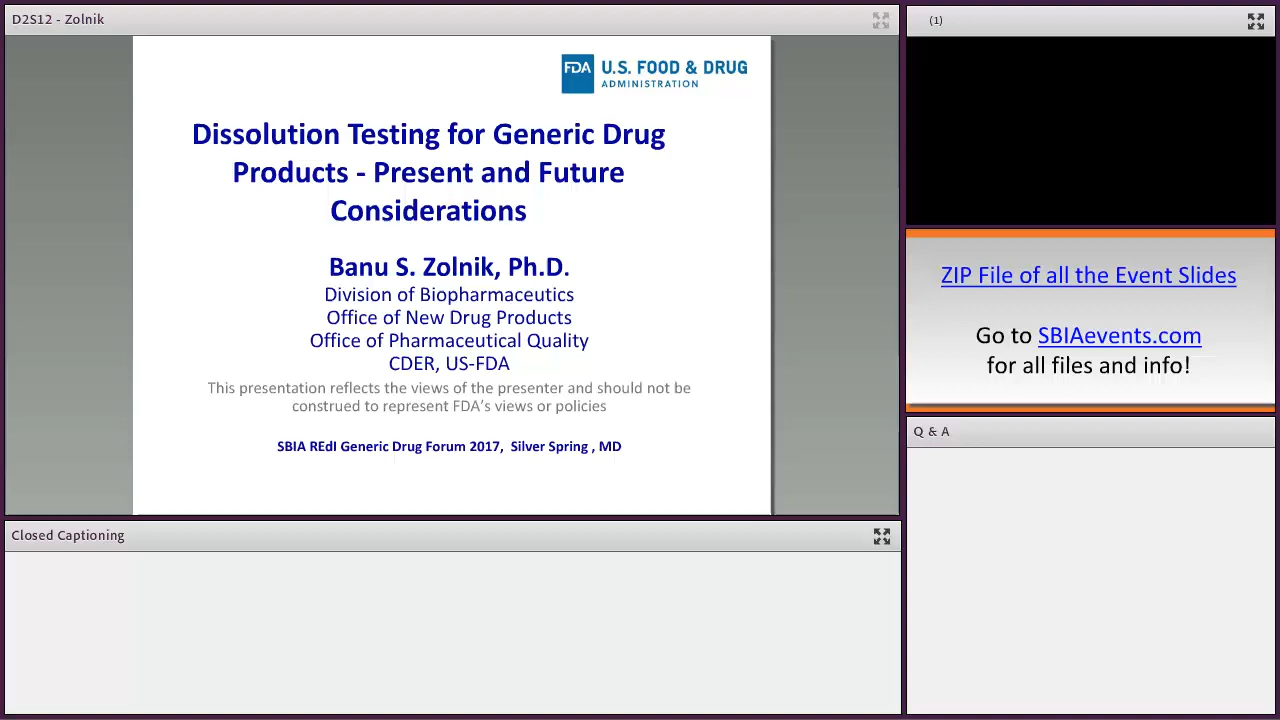 D2S12 - Zolnik
FDA U.S. FOOD & DRUG
ADMINISTRATION
Dissolution Testing for Generic Drug
Products - Present and Future
Considerations
Banu S. Zolnik, Ph.D.
Division of Biopharmaceutics
Office of New Drug Products
Office of Pharmaceutical Quality
CDER, US-FDA
This presentation reflects the views of the presenter and should not be
construed to represent FDA’s views or policies
SBIA REdI Generic Drug Forum 2017, Silver Spring , MD
Closed Captioning
(1)
ZIP File of all the Event Slides
Go to SBIAevents.com
for all files and info!
Q & A